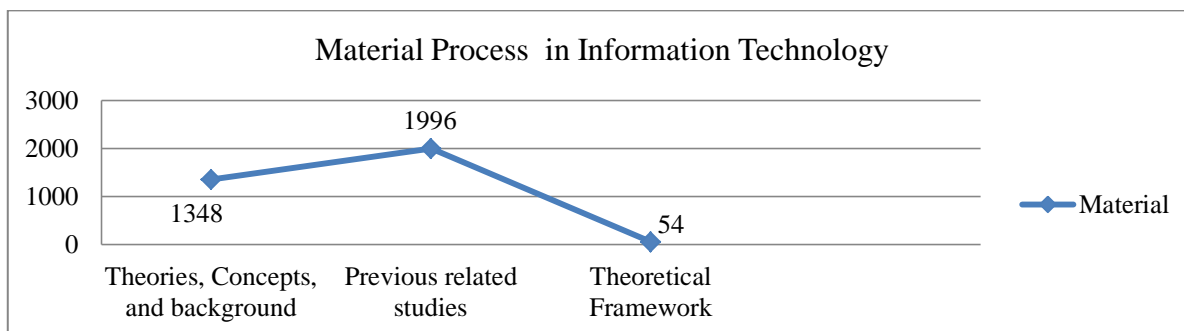 Material Process  in Information Technology
3000
2000
1000
0
1348
1996
54
Theories, Concepts,
and background
Previous related
studies
Theoretical
Framework
Material